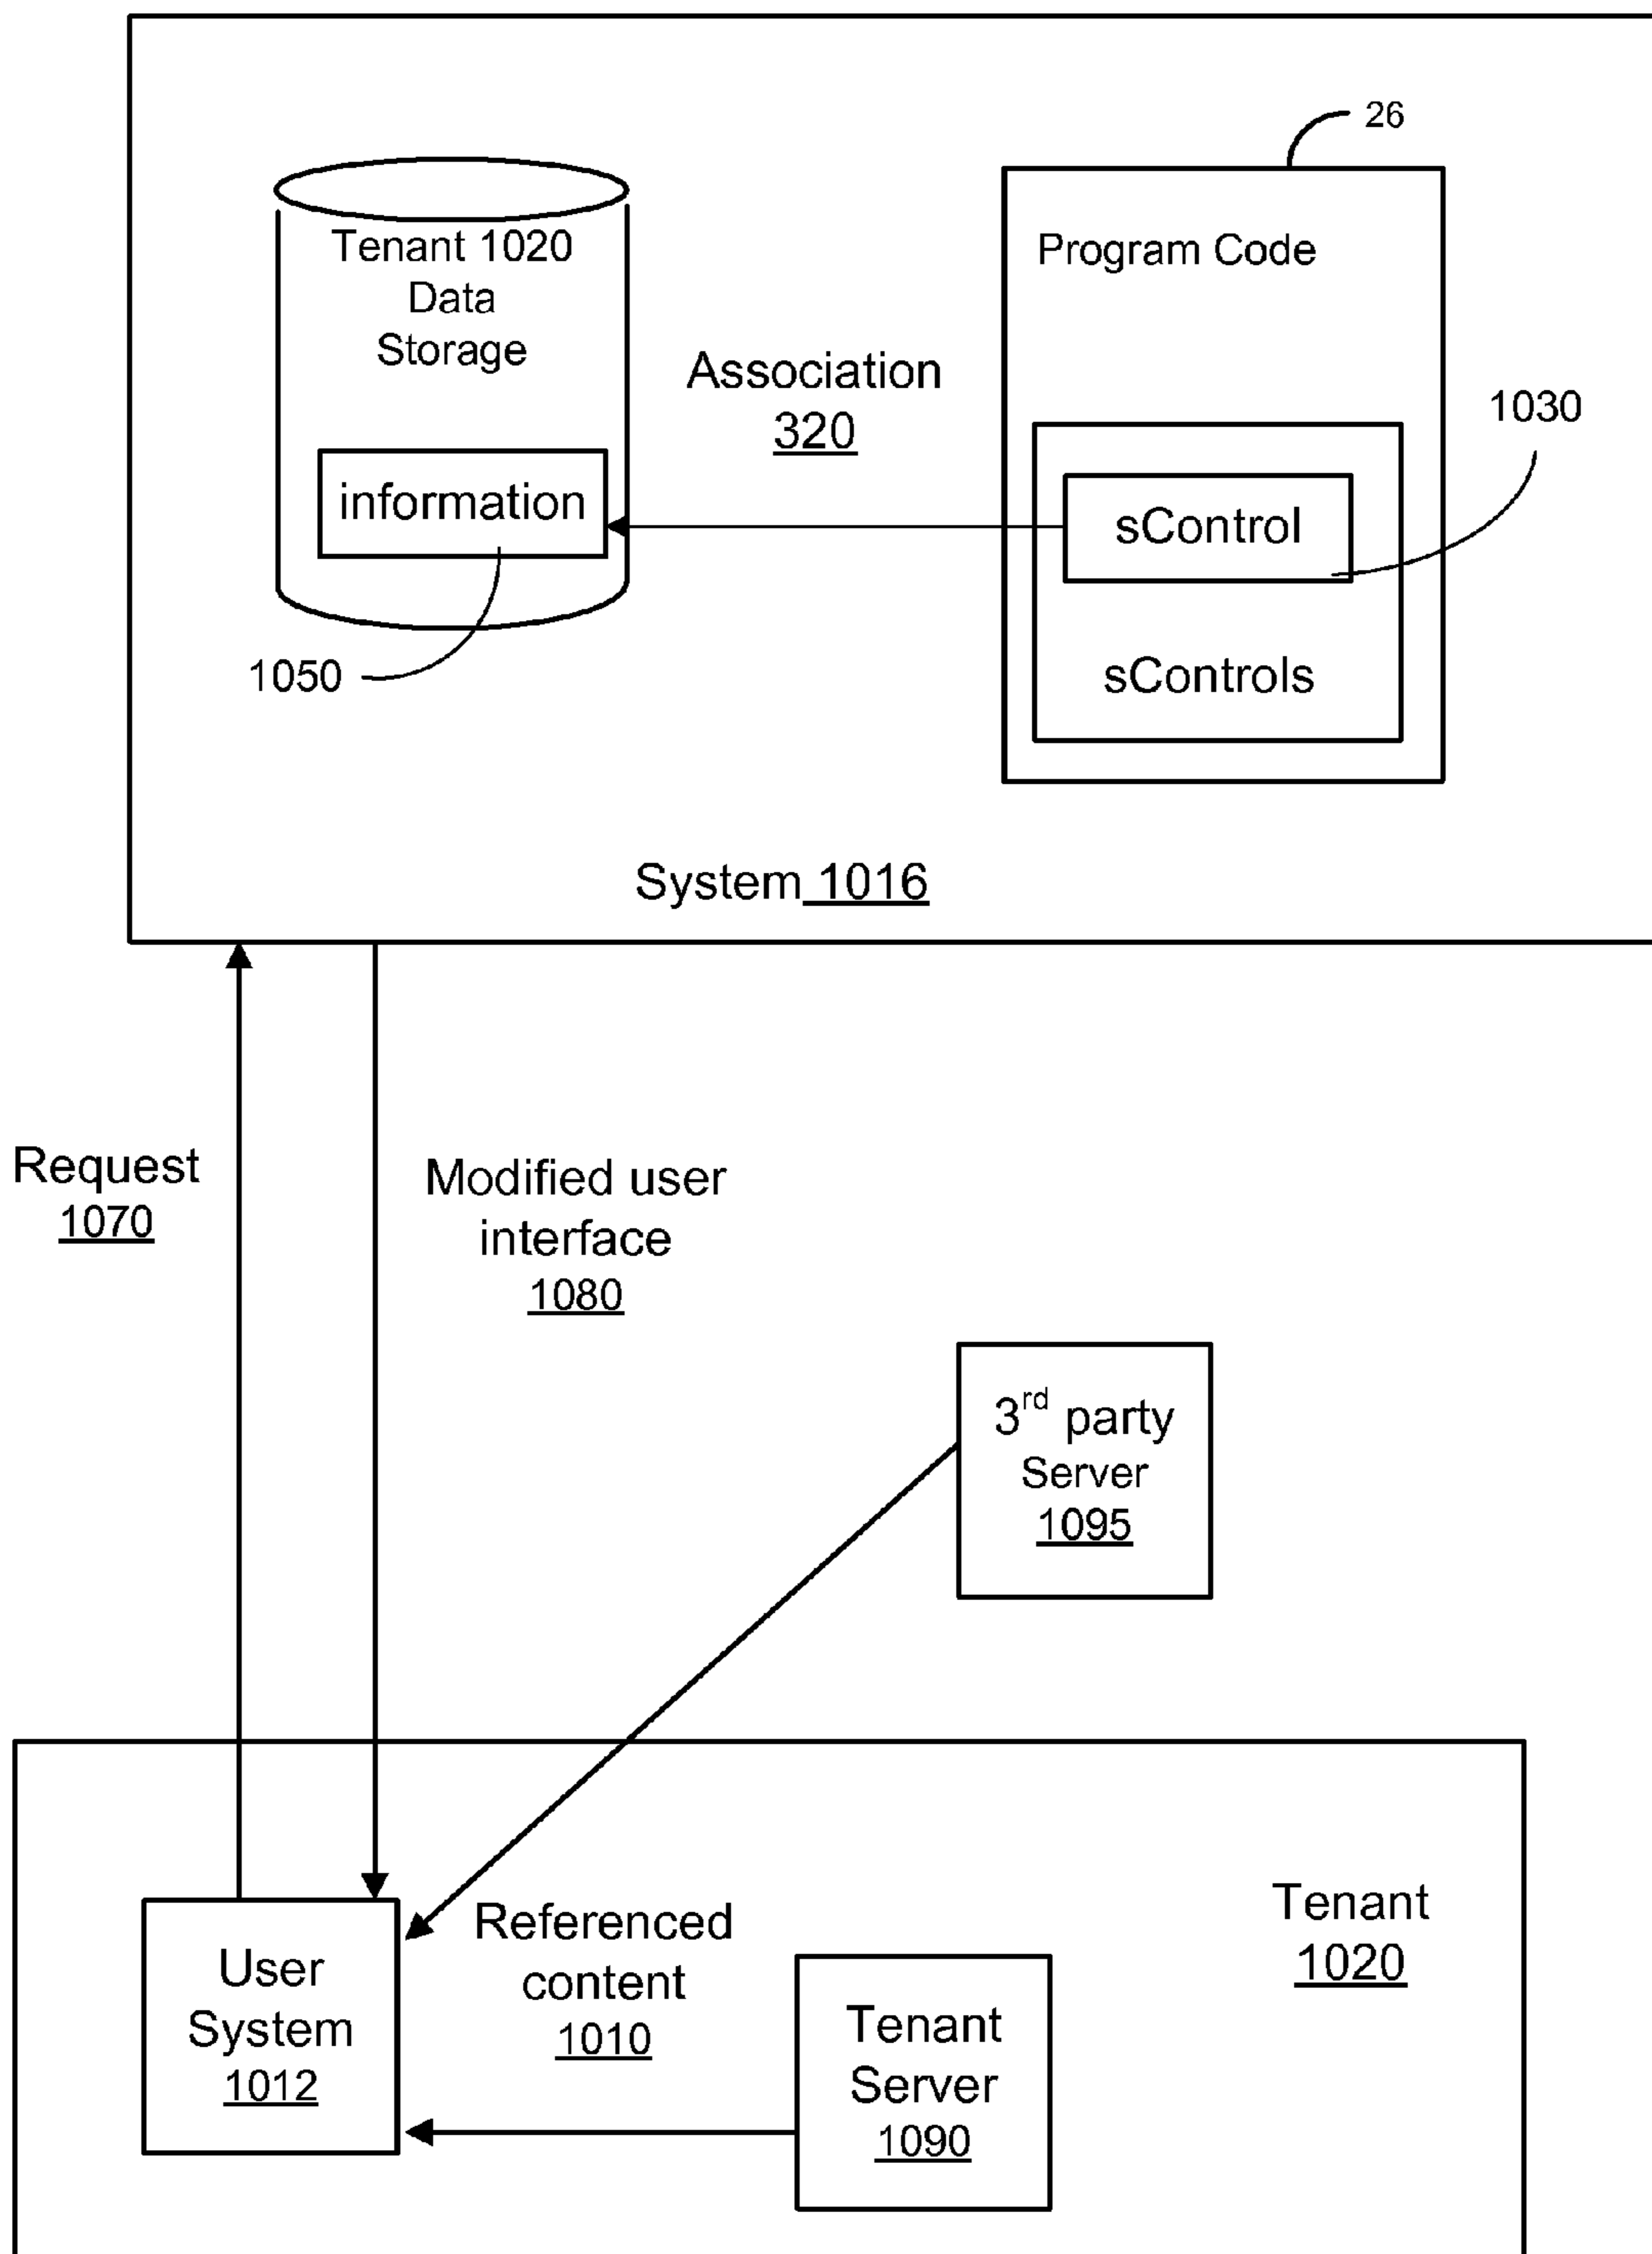 26
Tenant 1020
Data
Storage
Program Code
Association
320
1030
information
sControl
1050
sControls
System 1016
Request
1070
Modified user
interface
1080
3rd party
Server
1095
Referenced
content
1010
Tenant
1020
User
System
1012
Tenant
Server
1090